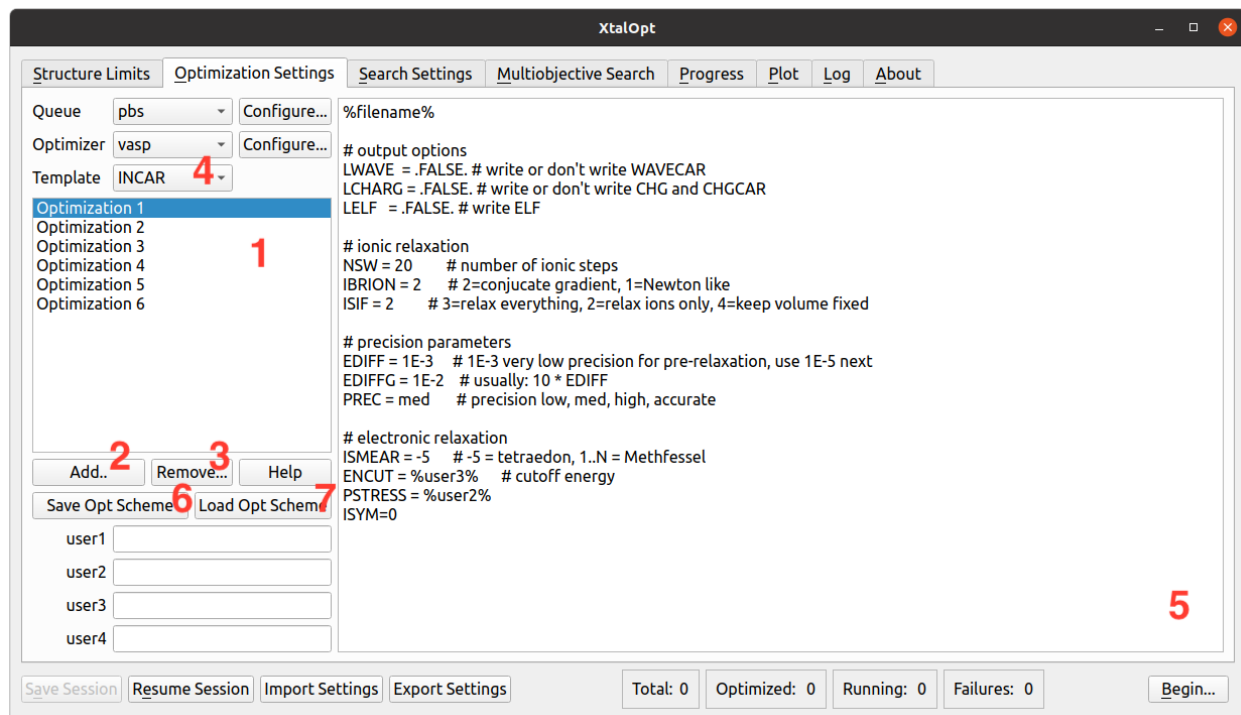 XtalOpt
Structure Limits Optimization Settings Search Settings Multiobjective Search Progress Plot Log About
Queue pbs Configure...
Optimizer vasp Configure...
Template INCAR 4
Optimization 1
Optimization 2
Optimization 3
Optimization 4
Optimization 5
Optimization 6
1
2 3
Add.. Remove... Help
6 7
Save Opt Scheme Load Opt Scheme
user1
user2
user3
user4
%filename%
# output options
LWAVE = .FALSE. # write or don't write WAVECAR
LCHARG = .FALSE. # write or don't write CHG and CHGCAR
LELF = .FALSE. # write ELF
# ionic relaxation
NSW = 20 # number of ionic steps
IBRION = 2 # 2=conjucate gradient, 1=Newton like
ISIF = 2 # 3=relax everything, 2=relax ions only, 4=keep volume fixed
# precision parameters
EDIFF = 1E-3 # 1E-3 very low precision for pre-relaxation, use 1E-5 next
EDIFFG = 1E-2 # usually: 10 * EDIFF
PREC = med # precision low, med, high, accurate
# electronic relaxation
ISMEAR = -5 # -5 = tetraedon, 1..N = Methfessel
ENCUT = %user3% # cutoff energy
PSTRESS = %user2%
ISYM=0
5
Save Session Resume Session Import Settings Export Settings Total: 0 Optimized: 0 Running: 0 Failures: 0 Begin...